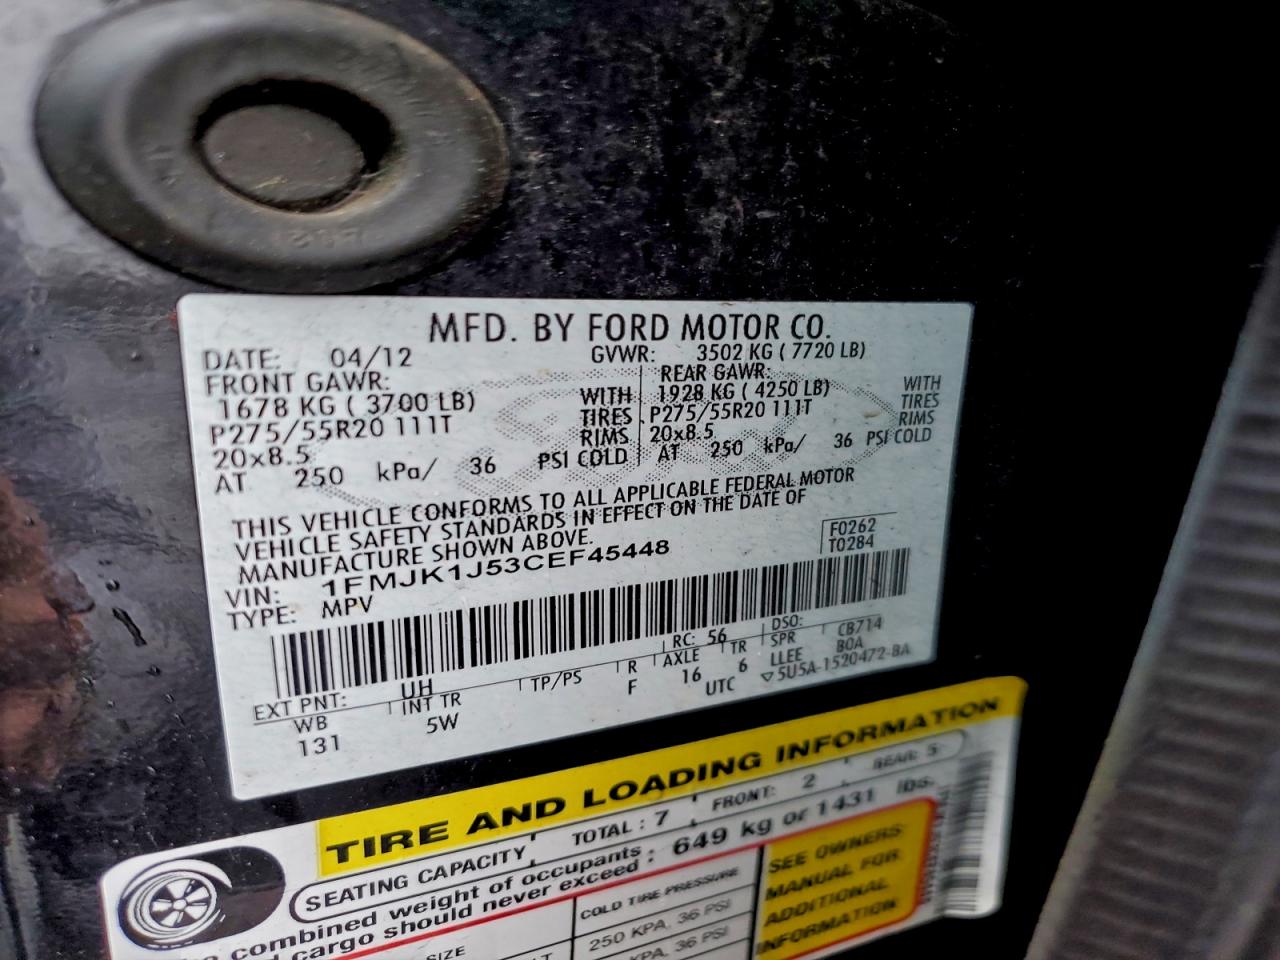 MFD. BY FORD MOTOR CO.
DATE: 04/12 GVWR: 3502 KG ( 7720 LB)
FRONT GAWR: REAR GAWR:
1678 KG ( 3700 LB) WITH 1928 KG ( 4250 LB) WITH
P275/55R20 111T TIRES P275/55R20 111T TIRES
20x8.5 RIMS 20x8.5 RIMS
AT 250 kPa/ 36 PSI COLD AT 250 kPa/ 36 PSI COLD
THIS VEHICLE CONFORMS TO ALL APPLICABLE FEDERAL MOTOR
VEHICLE SAFETY STANDARDS IN EFFECT ON THE DATE OF
MANUFACTURE SHOWN ABOVE.
F0262
T0284
VIN: 1FMJK1J53CEF45448
TYPE: MPV
EXT PNT: UH RC: 56 DSO:
WB INT TR TP/PS R AXLE TR SPR CB714
131 5W F 16 6 LLEE BOA
UTC ▽5U5A-1520472-BA
TIRE AND LOADING INFORMATION
SEATING CAPACITY TOTAL : 7 FRONT: 2 REAR: 5
combined weight of occupants : 649 kg or 1431 lbs.
cargo should never exceed
SIZE COLD TIRE PRESSURE
250 KPA, 36 PSI
KPA, 36 PSI
SEE OWNERS
MANUAL FOR
ADDITIONAL
INFORMATION